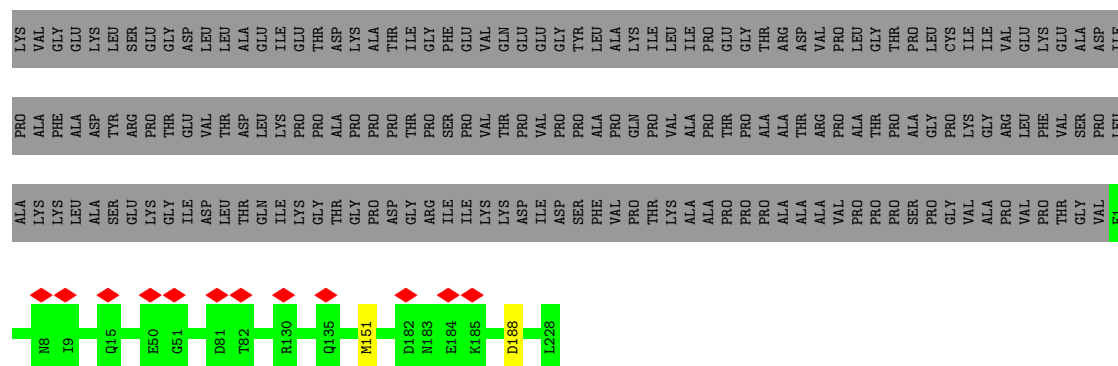 LYS VAL GLY GLU LYS LEU SER GLU GLY ASP LEU LEU ALA GLU ILE GLU THR ASP LYS ALA THR ILE GLY PHE GLU VAL GLN GLU GLU GLY TYR LEU ALA LYS ILE LEU ILE PRO GLU GLY THR ARG ASP VAL PRO LEU GLY THR PRO LEU CYS ILE ILE VAL GLU LYS GLU ALA ASP ILE
PRO ALA PHE ALA ASP TYR ARG PRO THR GLU VAL THR ASP LEU LYS PRO PRO ALA PRO PRO PRO THR PRO SER PRO VAL THR PRO VAL PRO PRO ALA PRO GLN PRO VAL ALA PRO THR PRO ALA ALA THR ARG PRO ALA THR PRO ALA GLY PRO LYS GLY ARG LEU PHE VAL SER PRO LEU
ALA LYS LYS LEU ALA SER GLU LYS GLY ILE ASP LEU THR GLN ILE LYS GLY THR GLY PRO ASP GLY ARG ILE ILE LYS LYS ASP ILE ASP SER PHE VAL PRO THR LYS ALA ALA PRO PRO PRO ALA ALA ALA VAL PRO PRO PRO SER PRO GLY VAL ALA PRO VAL PRO THR GLY VAL
N8 I9 Q15 E50 G51 D81 T82 R130 Q135 M151 D182 N183 E184 K185 D188 L228